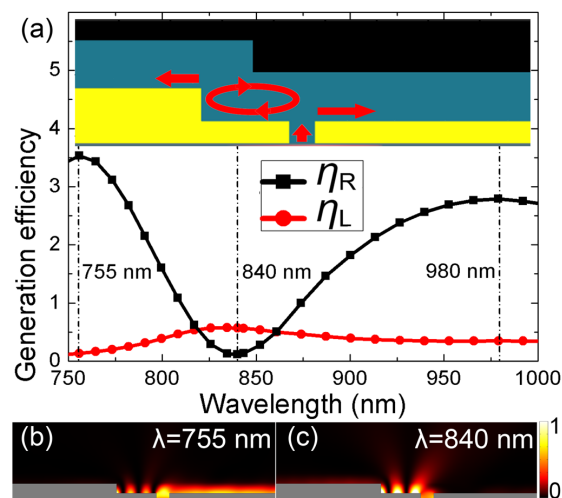 (a)
5
4
3
2
1
0
Generation efficiency
ηR
ηL
755 nm
840 nm
980 nm
750 800 850 900 950 1000
Wavelength (nm)
(b) λ=755 nm
(c) λ=840 nm
1
0